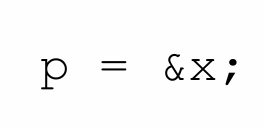 p = &x;